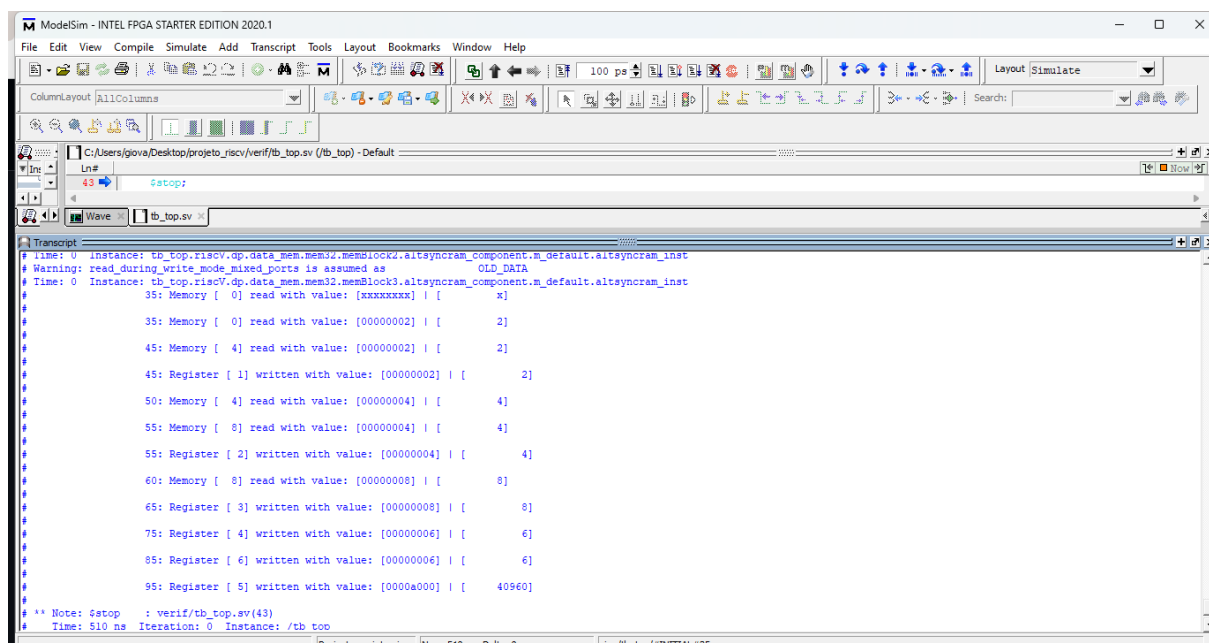 ModelSim - INTEL FPGA STARTER EDITION 2020.1
File Edit View Compile Simulate Add Transcript Tools Layout Bookmarks Window Help
100 ps
Layout Simulate
ColumnLayout AllColumns
Search:
C:/Users/giova/Desktop/projeto_riscv/verif/tb_top.sv (/tb_top) - Default
Ln#
Now
43
$stop;
Wave
tb_top.sv
Transcript
# Time: 0 Instance: tb_top.riscV.dp.data_mem.mem32.memBlock2.altsyncram_component.m_default.altsyncram_inst
# Warning: read_during_write_mode_mixed_ports is assumed as OLD_DATA
# Time: 0 Instance: tb_top.riscV.dp.data_mem.mem32.memBlock3.altsyncram_component.m_default.altsyncram_inst
# 35: Memory [ 0] read with value: [xxxxxxxx] | [ x]
#
# 35: Memory [ 0] read with value: [00000002] | [ 2]
#
# 45: Memory [ 4] read with value: [00000002] | [ 2]
#
# 45: Register [ 1] written with value: [00000002] | [ 2]
#
# 50: Memory [ 4] read with value: [00000004] | [ 4]
#
# 55: Memory [ 8] read with value: [00000004] | [ 4]
#
# 55: Register [ 2] written with value: [00000004] | [ 4]
#
# 60: Memory [ 8] read with value: [00000008] | [ 8]
#
# 65: Register [ 3] written with value: [00000008] | [ 8]
#
# 75: Register [ 4] written with value: [00000006] | [ 6]
#
# 85: Register [ 6] written with value: [00000006] | [ 6]
#
# 95: Register [ 5] written with value: [0000a000] | [ 40960]
#
# ** Note: $stop : verif/tb_top.sv(43)
# Time: 510 ns Iteration: 0 Instance: /tb_top